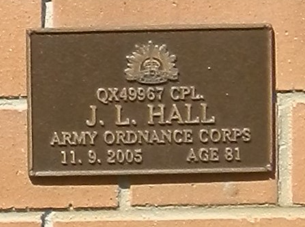 QX49967 CPL.
J. L. HALL
ARMY ORDNANCE CORPS
11. 9. 2005 AGE 81